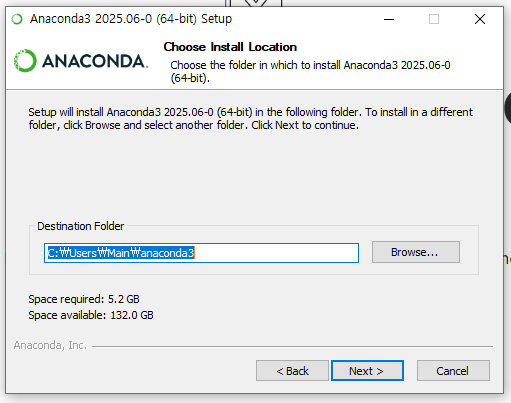 Anaconda3 2025.06-0 (64-bit) Setup
ANACONDA.
Choose Install Location
Choose the folder in which to install Anaconda3 2025.06-0
(64-bit).
Setup will install Anaconda3 2025.06-0 (64-bit) in the following folder. To install in a different
folder, click Browse and select another folder. Click Next to continue.
Destination Folder
C:₩Users₩Main₩anaconda3
Browse...
Space required: 5.2 GB
Space available: 132.0 GB
Anaconda, Inc.
< Back
Next >
Cancel